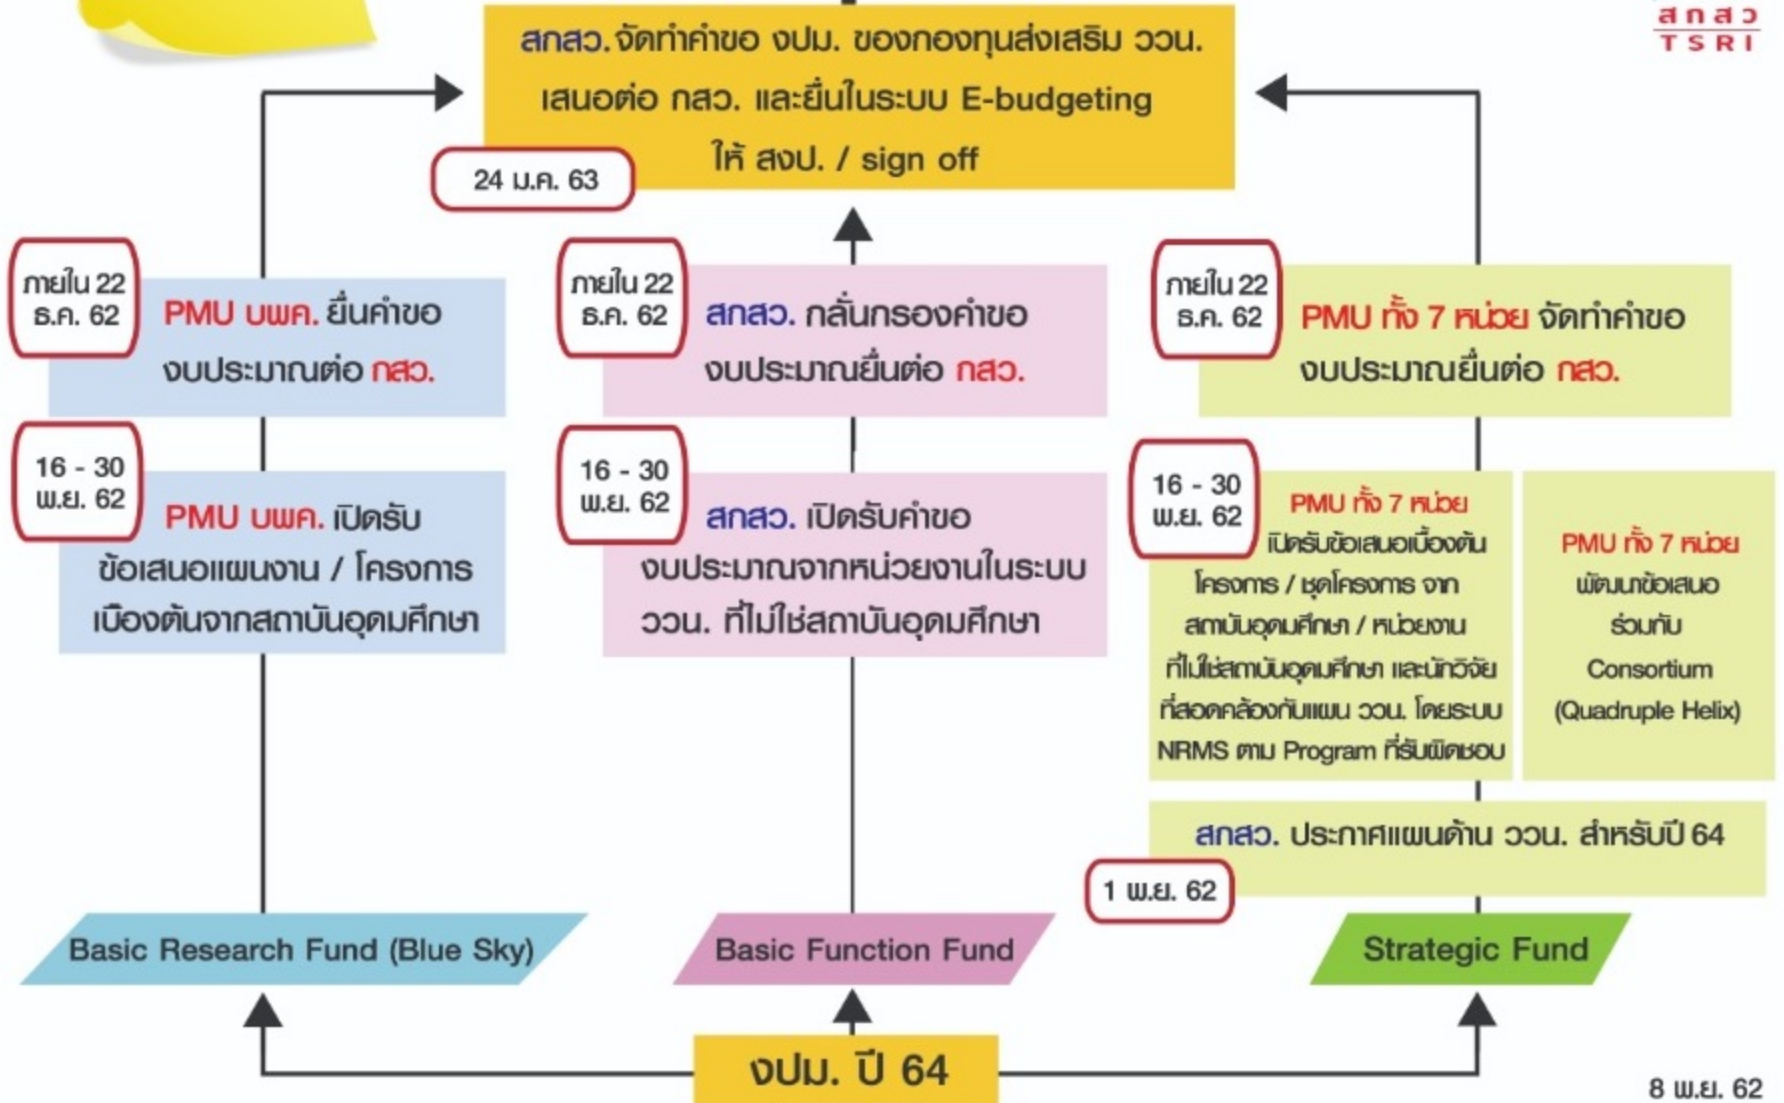 สกสว
TSRI
สกสว. จัดทำคำขอ งปม. ของกองทุนส่งเสริม ววน.
เสนอต่อ กสว. และยื่นในระบบ E-budgeting
ให้ สงป. / sign off
24 ม.ค. 63
ภายใน 22
ธ.ค. 62
PMU บพค. ยื่นคำขอ
งบประมาณต่อ กสว.
ภายใน 22
ธ.ค. 62
สกสว. กลั่นกรองคำขอ
งบประมาณยื่นต่อ กสว.
ภายใน 22
ธ.ค. 62
PMU ทั้ง 7 หน่วย จัดทำคำขอ
งบประมาณยื่นต่อ กสว.
16 - 30
พ.ย. 62
PMU บพค. เปิดรับ
ข้อเสนอแผนงาน / โครงการ
เบืองต้นจากสถาบันอุดมศึกษา
16 - 30
พ.ย. 62
สกสว. เปิดรับคำขอ
งบประมาณจากหน่วยงานในระบบ
ววน. ที่ไม่ใช่สถาบันอุดมศึกษา
16 - 30
พ.ย. 62
PMU ทั้ง 7 หน่วย
เปิดรับข้อเสนอเบื้องต้น
โครงการ / ชุดโครงการ จาก
สถาบันอุดมศึกษา / หน่วยงาน
ที่ไม่ใช่สถาบันอุดมศึกษา และนักวิจัย
ที่สอดคล้องกับแผน ววน. โดยระบบ
NRMS ตาม Program ที่รับผิดชอบ
PMU ทั้ง 7 หน่วย
พัฒนาข้อเสนอ
ร่วมกับ
Consortium
(Quadruple Helix)
สกสว. ประกาศแผนด้าน ววน. สำหรับปี 64
1 พ.ย. 62
Basic Research Fund (Blue Sky)
Basic Function Fund
Strategic Fund
งปม. ปี 64
8 พ.ย. 62